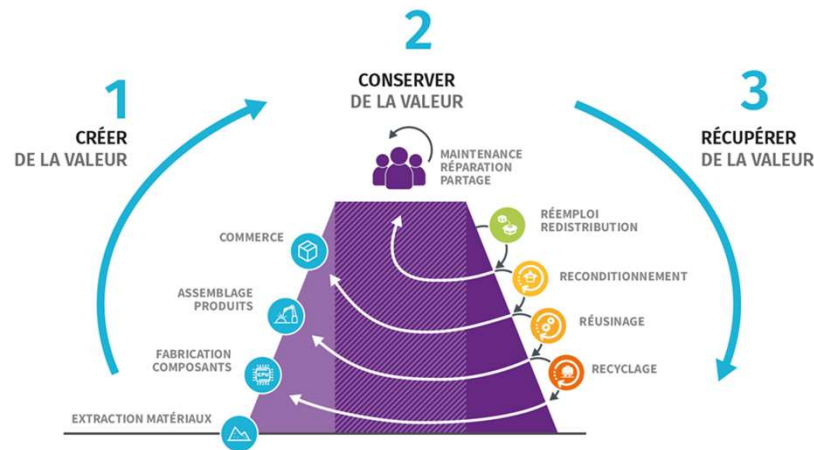 1
CRÉER
DE LA VALEUR
2
CONSERVER
DE LA VALEUR
3
RÉCUPÉRER
DE LA VALEUR
MAINTENANCE
RÉPARATION
PARTAGE
COMMERCE
ASSEMBLAGE
PRODUITS
FABRICATION
COMPOSANTS
CPU
EXTRACTION MATÉRIAUX
RÉEMPLOI
REDISTRIBUTION
RECONDITIONNEMENT
RÉUSINAGE
RECYCLAGE